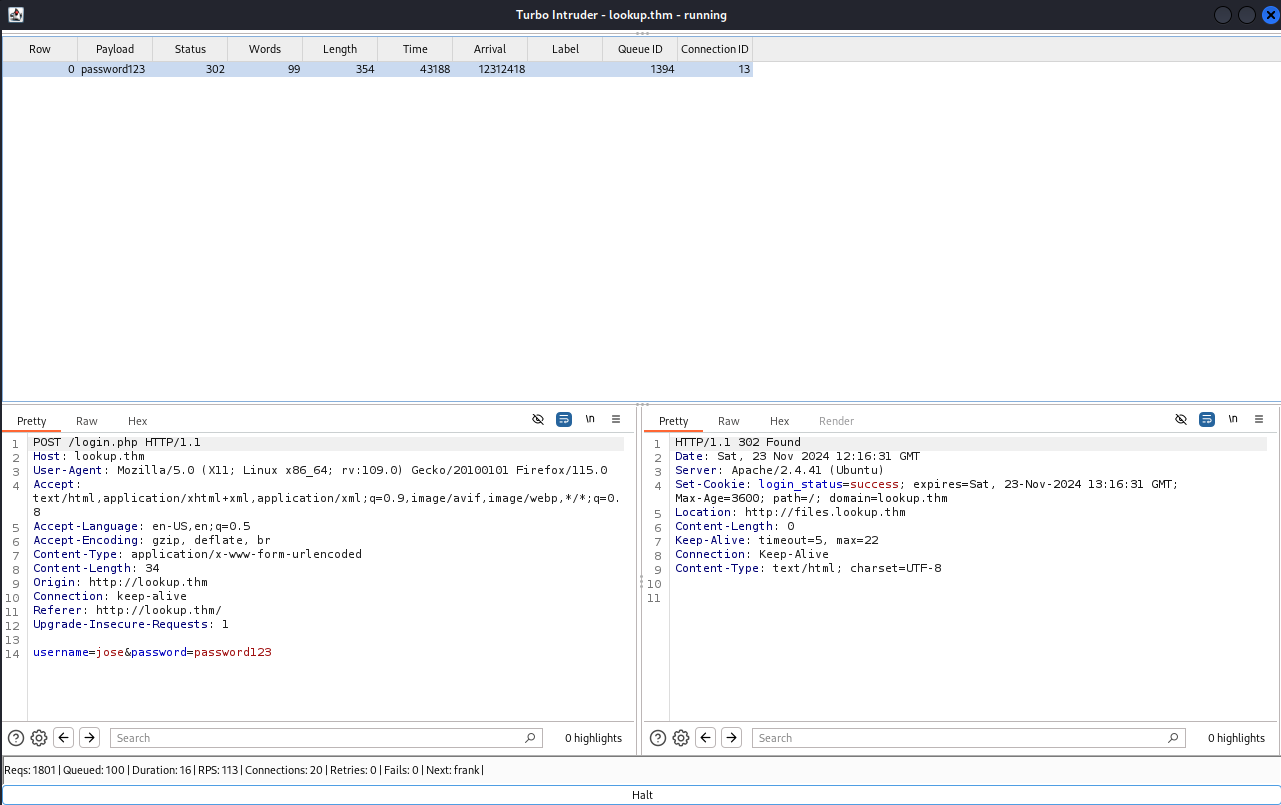 Turbo Intruder - lookup.thm - running
Row Payload Status Words Length Time Arrival Label Queue ID Connection ID
0 password123 302 99 354 43188 12312418 1394 13
Pretty Raw Hex \n
1 POST /login.php HTTP/1.1
2 Host: lookup.thm
3 User-Agent: Mozilla/5.0 (X11; Linux x86_64; rv:109.0) Gecko/20100101 Firefox/115.0
4 Accept:
text/html,application/xhtml+xml,application/xml;q=0.9,image/avif,image/webp,*/*;q=0.
8
5 Accept-Language: en-US,en;q=0.5
6 Accept-Encoding: gzip, deflate, br
7 Content-Type: application/x-www-form-urlencoded
8 Content-Length: 34
9 Origin: http://lookup.thm
10 Connection: keep-alive
11 Referer: http://lookup.thm/
12 Upgrade-Insecure-Requests: 1
13
14 username=jose&password=password123
Search 0 highlights
Pretty Raw Hex Render \n
1 HTTP/1.1 302 Found
2 Date: Sat, 23 Nov 2024 12:16:31 GMT
3 Server: Apache/2.4.41 (Ubuntu)
4 Set-Cookie: login_status=success; expires=Sat, 23-Nov-2024 13:16:31 GMT;
Max-Age=3600; path=/; domain=lookup.thm
5 Location: http://files.lookup.thm
6 Content-Length: 0
7 Keep-Alive: timeout=5, max=22
8 Connection: Keep-Alive
9 Content-Type: text/html; charset=UTF-8
10
11
Search 0 highlights
Reqs: 1801 | Queued: 100 | Duration: 16 | RPS: 113 | Connections: 20 | Retries: 0 | Fails: 0 | Next: frank |
Halt